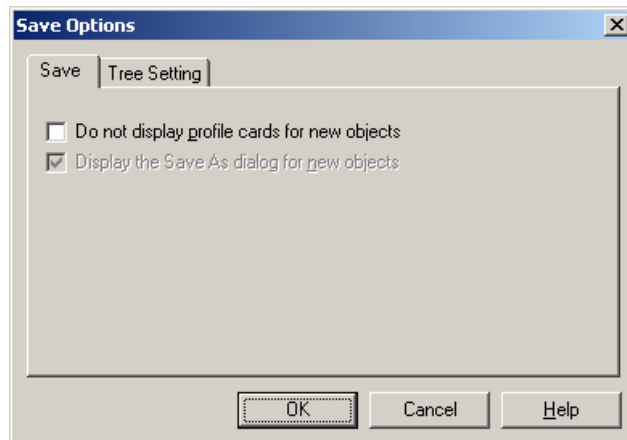 Save Options
Save
Tree Setting
Do not display profile cards for new objects
Display the Save As dialog for new objects
OK
Cancel
Help